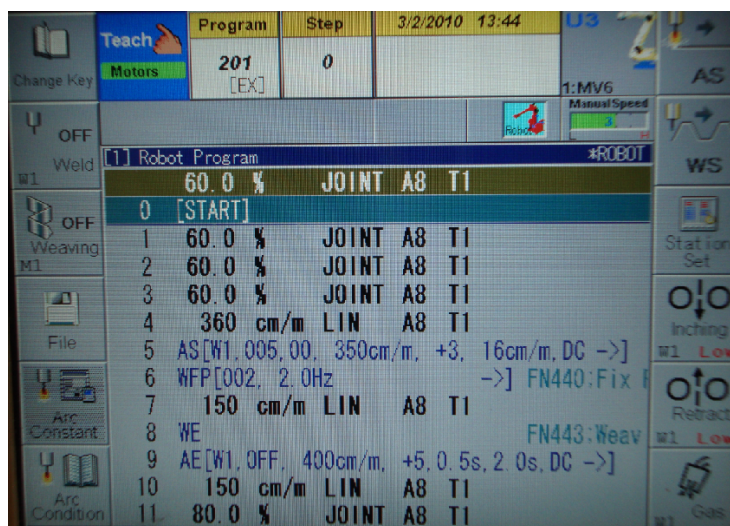 Change Key
Teach
Motors
Program
201
[EX]
Step
0
3/2/2010 13:44
U3
1:MV6
AS
OFF
Weld
W1
Robot
Manual Speed
3
H
WS
[1] Robot Program *ROBOT
60.0 % JOINT A8 T1
0 [START]
1 60.0 % JOINT A8 T1
2 60.0 % JOINT A8 T1
3 60.0 % JOINT A8 T1
4 360 cm/m LIN A8 T1
5 AS[W1,005,00, 350cm/m, +3, 16cm/m,DC ->]
6 WFP[002, 2.0Hz ->] FN440:Fix
7 150 cm/m LIN A8 T1
8 WE FN443:Weav
9 AE[W1,OFF, 400cm/m, +5,0.5s,2.0s,DC ->]
10 150 cm/m LIN A8 T1
11 80.0 % JOINT A8 T1
OFF
Weaving
M1
File
Arc
Constant
Arc
Condition
Station
Set
Inching
W1 Low
Retract
W1 Low
Gas